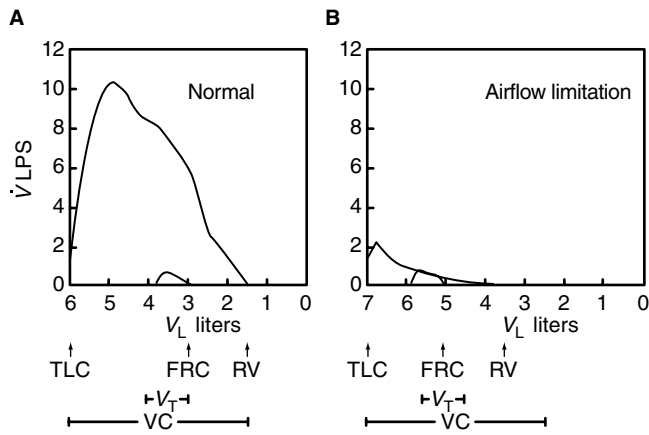 A
12
10
8
6
4
2
0
V̇ LPS
Normal
6 5 4 3 2 1 0
V_L liters
TLC FRC RV
V_T
VC
B
12
10
8
6
4
2
0
Airflow limitation
7 6 5 4 3 2 1 0
V_L liters
TLC FRC RV
V_T
VC